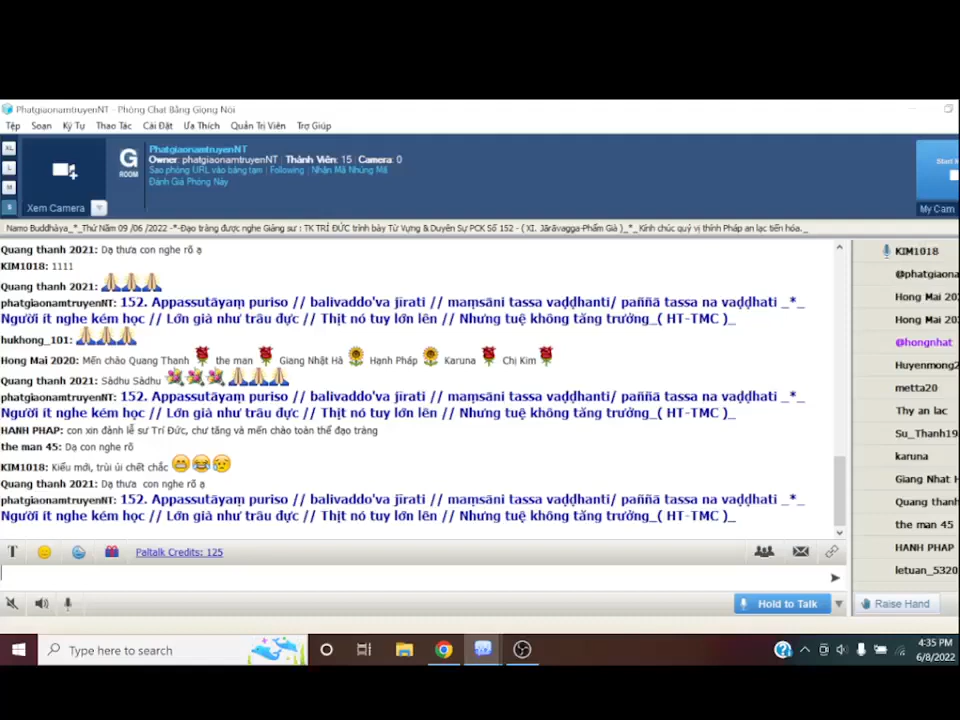 PhatgiaonamtruyenNT - Phòng Chat Bằng Giọng Nói
Tệp Soạn Ký Tự Thao Tác Cài Đặt Ưa Thích Quản Trị Viên Trợ Giúp
XL
L
M
S
Xem Camera
G
ROOM
PhatgiaonamtruyenNT
Owner: phatgiaonamtruyenNT | Thành Viên: 15 | Camera: 0
Sao phòng URL vào bảng tạm | Following | Nhận Mã Nhúng Mã
Đánh Giá Phòng Này
Start
My Cam
Namo Buddhàya_*_Thứ Năm 09 /06 /2022 -*-Đạo tràng được nghe Giảng sư : TK TRÍ ĐỨC trình bày Từ Vựng & Duyên Sự PCK Số 152 - ( XI. Jarāvagga-Phẩm Già )_*_Kính chúc quý vị thính Pháp an lạc tiến hóa._
Quang thanh 2021: Dạ thưa con nghe rõ ạ
KIM1018: 1111
Quang thanh 2021:
phatgiaonamtruyenNT: 152. Appassutāyaṃ puriso // balivaddo'va jīrati // maṃsāni tassa vaḍḍhanti/ paññā tassa na vaḍḍhati _*_
Người ít nghe kém học // Lớn già như trâu đực // Thịt nó tuy lớn lên // Nhưng tuệ không tăng trưởng_( HT-TMC )_
hukhong_101:
Hong Mai 2020: Mến chào Quang Thanh the man Giang Nhật Hà Hạnh Pháp Karuna Chị Kim
Quang thanh 2021: Sádhu Sádhu
phatgiaonamtruyenNT: 152. Appassutāyaṃ puriso // balivaddo'va jīrati // maṃsāni tassa vaḍḍhanti/ paññā tassa na vaḍḍhati _*_
Người ít nghe kém học // Lớn già như trâu đực // Thịt nó tuy lớn lên // Nhưng tuệ không tăng trưởng_( HT-TMC )_
HANH PHAP: con xin đảnh lễ sư Trí Đức, chư tăng và mến chào toàn thể đạo tràng
the man 45: Dạ con nghe rõ
KIM1018: Kiểu mới, trùi ủi chết chắc
Quang thanh 2021: Dạ thưa con nghe rõ ạ
phatgiaonamtruyenNT: 152. Appassutāyaṃ puriso // balivaddo'va jīrati // maṃsāni tassa vaḍḍhanti/ paññā tassa na vaḍḍhati _*_
Người ít nghe kém học // Lớn già như trâu đực // Thịt nó tuy lớn lên // Nhưng tuệ không tăng trưởng_( HT-TMC )_
KIM1018
@phatgiaona
Hong Mai 202
Hong Mai 201
@hongnhat
Huyenmong2
metta20
Thy an lac
Su_Thanh19
karuna
Giang Nhat H
Quang thanh
the man 45
HANH PHAP
letuan_5320
T Paltalk Credits: 125
Hold to Talk
Raise Hand
Type here to search
4:35 PM
6/8/2022